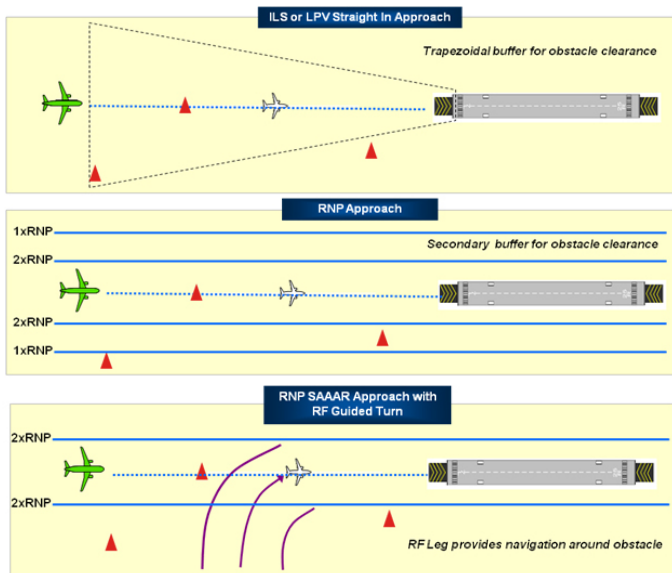 ILS or LPV Straight In Approach
Trapezoidal buffer for obstacle clearance
RNP Approach
1xRNP
Secondary buffer for obstacle clearance
2xRNP
2xRNP
1xRNP
RNP SAAAR Approach with
RF Guided Turn
2xRNP
2xRNP
RF Leg provides navigation around obstacle